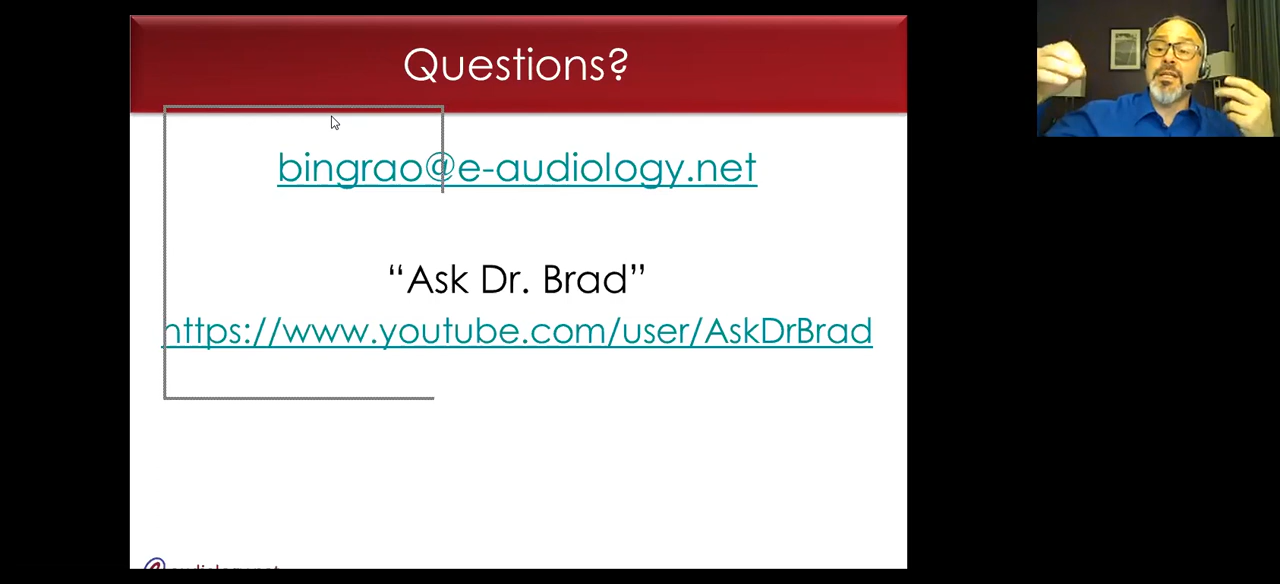 Questions?
bingrao@e-audiology.net
“Ask Dr. Brad”
https://www.youtube.com/user/AskDrBrad